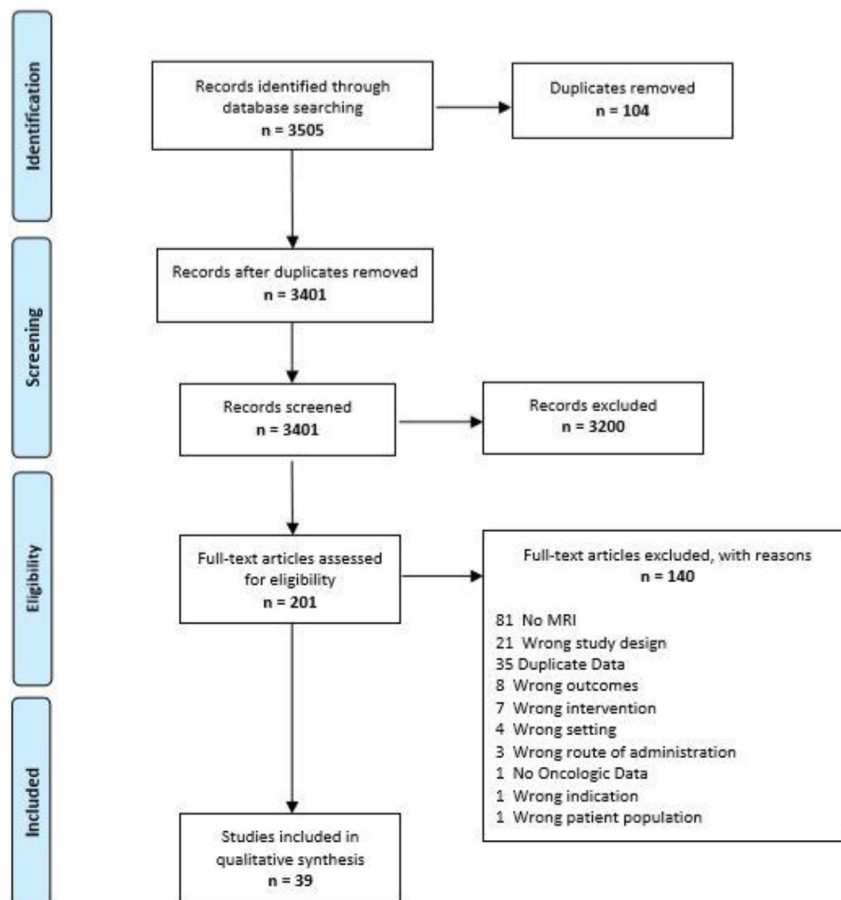 Identification
Records identified through
database searching
n = 3505
Duplicates removed
n = 104
Screening
Records after duplicates removed
n = 3401
Records screened
n = 3401
Records excluded
n = 3200
Eligibility
Full-text articles assessed
for eligibility
n = 201
Full-text articles excluded, with reasons
n = 140
81 No MRI
21 Wrong study design
35 Duplicate Data
8 Wrong outcomes
7 Wrong intervention
4 Wrong setting
3 Wrong route of administration
1 No Oncologic Data
1 Wrong indication
1 Wrong patient population
Included
Studies included in
qualitative synthesis
n = 39